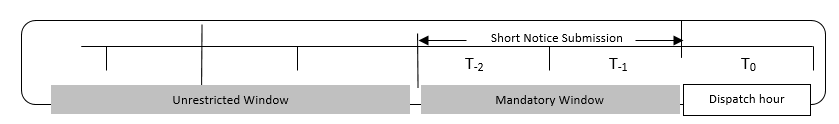 Short Notice Submission
T-2 T-1 T0
Unrestricted Window Mandatory Window Dispatch hour